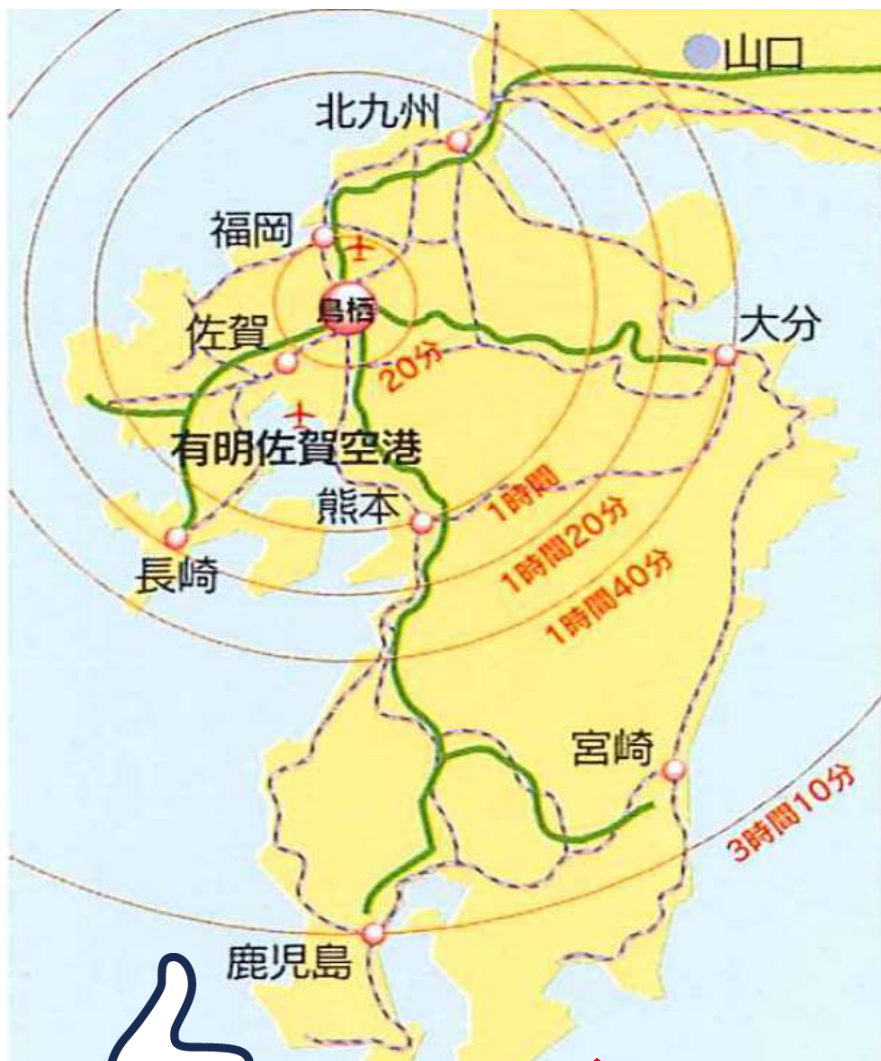 山口
北九州
福岡
鳥栖
佐賀
大分
20分
有明佐賀空港
熊本
1時間
1時間20分
1時間40分
長崎
宮崎
3時間10分
鹿児島